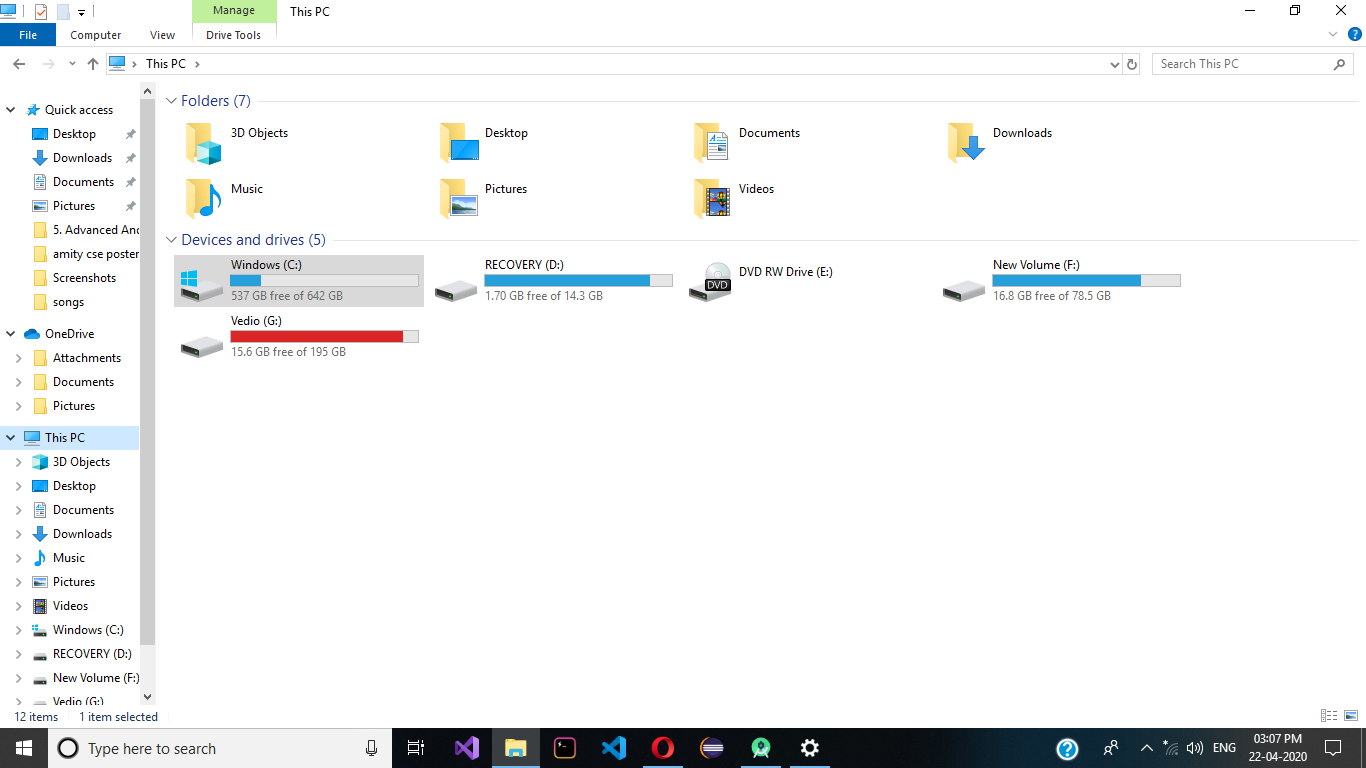 Manage
This PC
File
Computer
View
Drive Tools
This PC
Search This PC
Quick access
Desktop
Downloads
Documents
Pictures
5. Advanced And
amity cse poster
Screenshots
songs
OneDrive
Attachments
Documents
Pictures
This PC
3D Objects
Desktop
Documents
Downloads
Music
Pictures
Videos
Windows (C:)
RECOVERY (D:)
New Volume (F:)
Vedio (G:)
Folders (7)
3D Objects
Desktop
Documents
Downloads
Music
Pictures
Videos
Devices and drives (5)
Windows (C:)
537 GB free of 642 GB
RECOVERY (D:)
1.70 GB free of 14.3 GB
DVD
DVD RW Drive (E:)
New Volume (F:)
16.8 GB free of 78.5 GB
Vedio (G:)
15.6 GB free of 195 GB
12 items
1 item selected
Type here to search
ENG
03:07 PM
22-04-2020